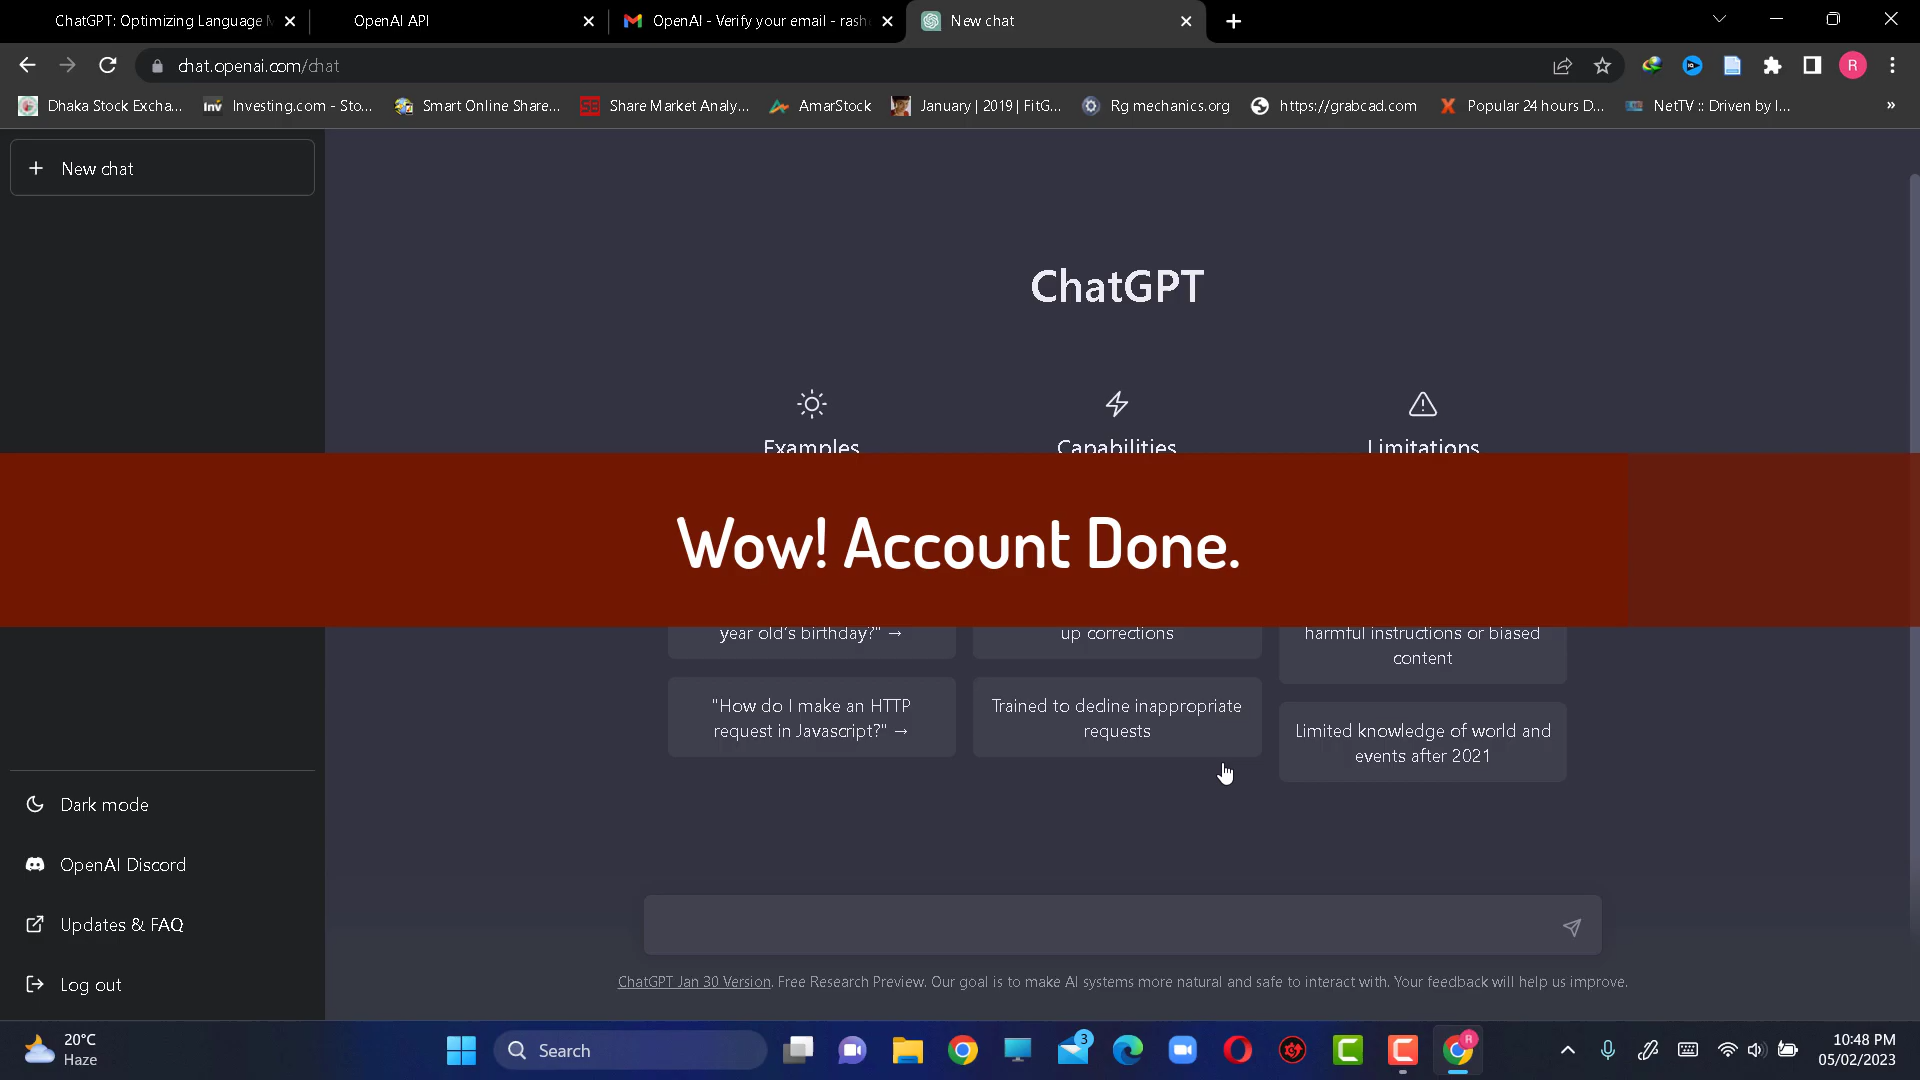 ChatGPT: Optimizing Language
OpenAI API
OpenAI - Verify your email - rash
New chat
chat.openai.com/chat
R
Dhaka Stock Excha...
Investing.com - Sto...
Smart Online Share...
Share Market Analy...
AmarStock
January | 2019 | FitG...
Rg mechanics.org
https://grabcad.com
Popular 24 hours D...
NetTV :: Driven by I...
»
New chat
ChatGPT
Examples
Capabilities
Limitations
Wow! Account Done.
year old's birthday?" →
up corrections
harmful instructions or biased
content
"How do I make an HTTP
request in Javascript?" →
Trained to decline inappropriate
requests
Limited knowledge of world and
events after 2021
Dark mode
OpenAI Discord
Updates & FAQ
Log out
ChatGPT Jan 30 Version. Free Research Preview. Our goal is to make AI systems more natural and safe to interact with. Your feedback will help us improve.
20°C
Haze
Search
3
R
10:48 PM
05/02/2023